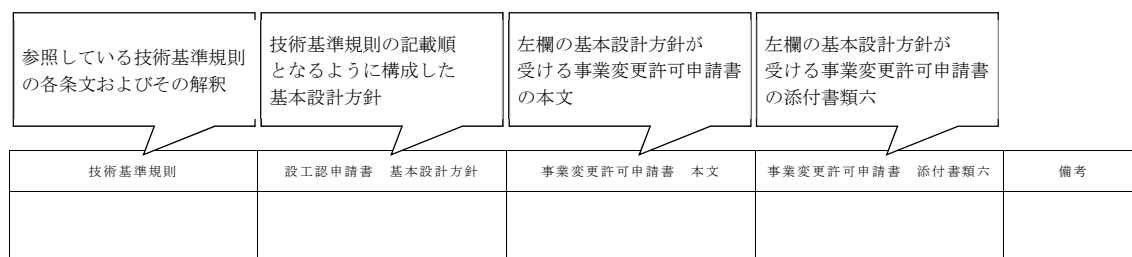 参照している技術基準規則
の各条文およびその解釈
技術基準規則の記載順
となるように構成した
基本設計方針
左欄の基本設計方針が
受ける事業変更許可申請書
の本文
左欄の基本設計方針が
受ける事業変更許可申請書
の添付書類六
技術基準規則
設工認申請書 基本設計方針
事業変更許可申請書 本文
事業変更許可申請書 添付書類六
備考